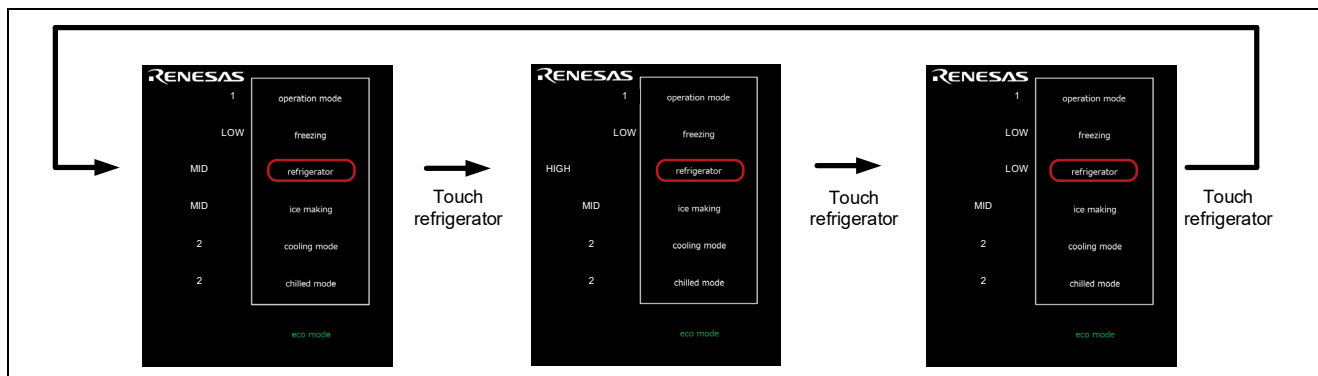 RENESAS
1 operation mode
LOW freezing
MID refrigerator
MID ice making
2 cooling mode
2 chilled mode
eco mode
Touch
refrigerator
RENESAS
1 operation mode
LOW freezing
HIGH refrigerator
MID ice making
2 cooling mode
2 chilled mode
eco mode
Touch
refrigerator
RENESAS
1 operation mode
LOW freezing
LOW refrigerator
MID ice making
2 cooling mode
2 chilled mode
eco mode
Touch
refrigerator